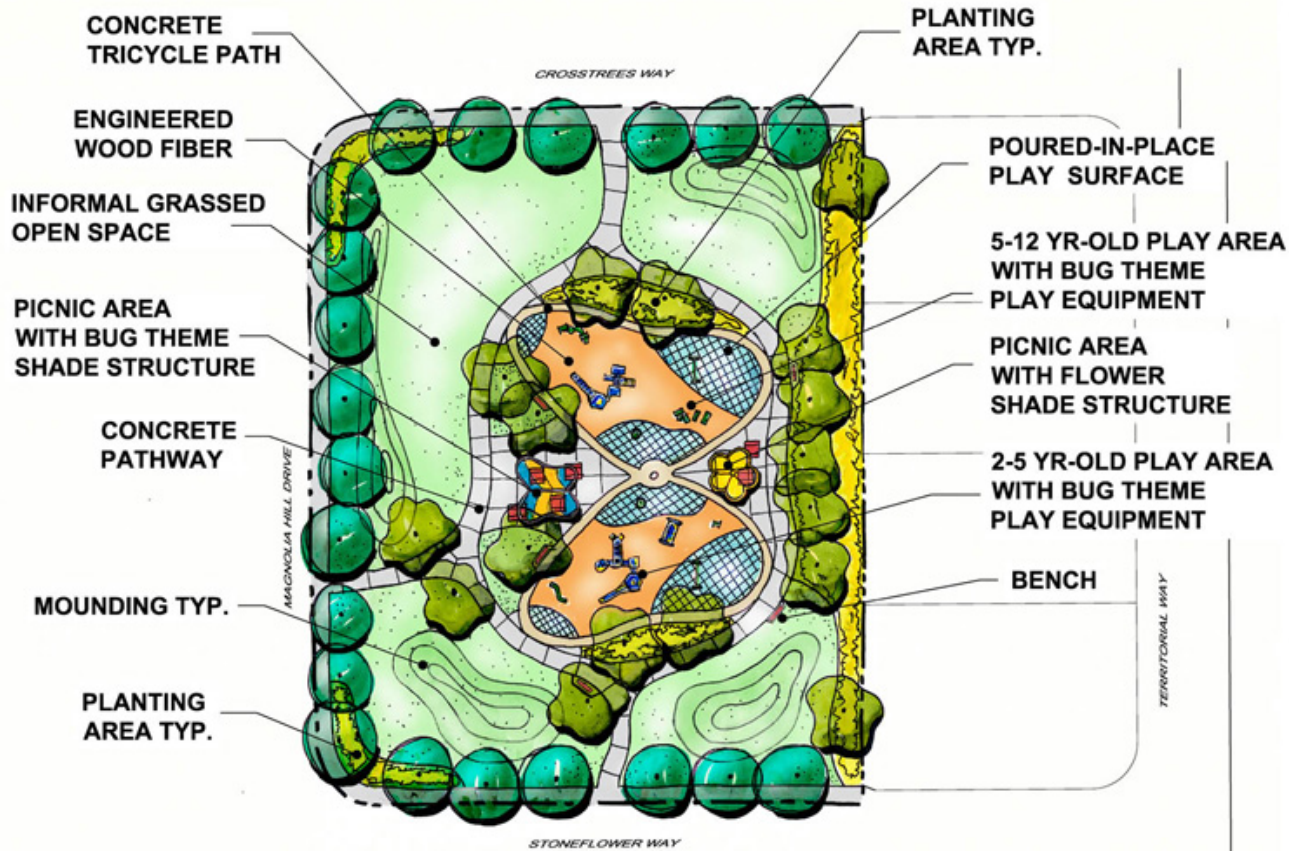 CONCRETE
TRICYCLE PATH
ENGINEERED
WOOD FIBER
INFORMAL GRASSED
OPEN SPACE
PICNIC AREA
WITH BUG THEME
SHADE STRUCTURE
CONCRETE
PATHWAY
MOUNDING TYP.
PLANTING
AREA TYP.
CROSSTREES WAY
MAGNOLIA HILL DRIVE
STONEFLOWER WAY
PLANTING
AREA TYP.
POURED-IN-PLACE
PLAY SURFACE
5-12 YR-OLD PLAY AREA
WITH BUG THEME
PLAY EQUIPMENT
PICNIC AREA
WITH FLOWER
SHADE STRUCTURE
2-5 YR-OLD PLAY AREA
WITH BUG THEME
PLAY EQUIPMENT
BENCH
TERRITORIAL WAY